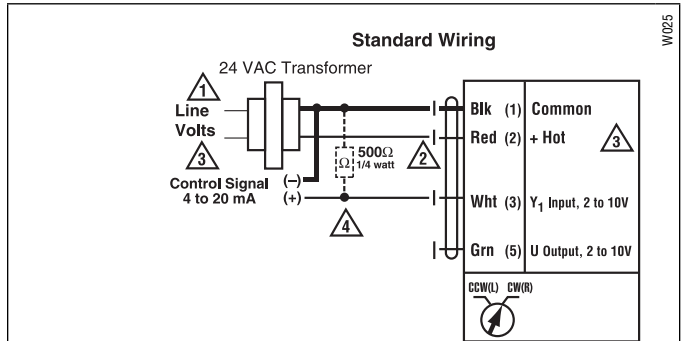 W025
Standard Wiring
24 VAC Transformer
1
Line
Volts
3
Control Signal
4 to 20 mA
(–)
(+)
Ω
500Ω
1/4 watt
2
4
Blk (1) Common
Red (2) + Hot
3
Wht (3) Y₁ Input, 2 to 10V
Grn (5) U Output, 2 to 10V
CCW(L) CW(R)